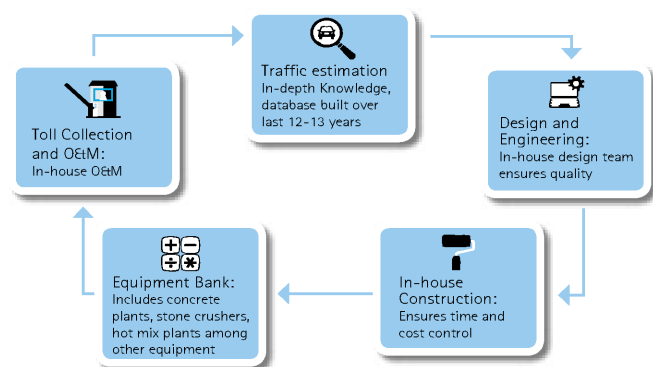 Traffic estimation
In-depth Knowledge,
database built over
last 12-13 years
Design and
Engineering:
In-house design team
ensures quality
In-house
Construction:
Ensures time and
cost control
Equipment Bank:
Includes concrete
plants, stone crushers,
hot mix plants among
other equipment
Toll Collection
and O&M:
In-house O&M